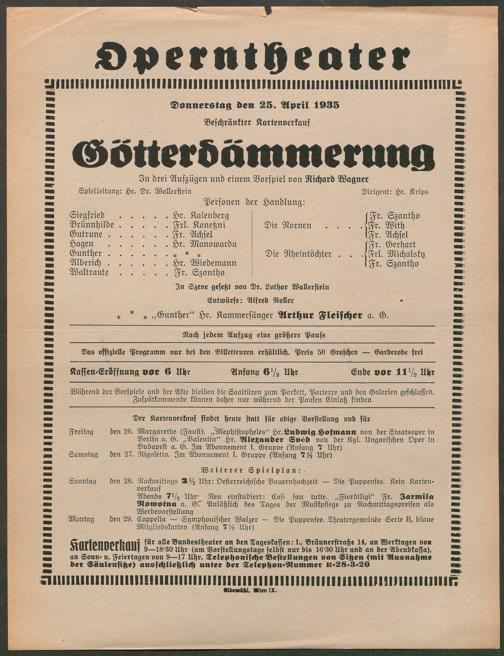 Operntheater
Donnerstag den 25. April 1935
Beschränkter Kartenverkauf
Götterdämmerung
In drei Aufzügen und einem Vorspiel von Richard Wagner
Spielleitung: Hr. Dr. Wallerstein Dirigent: Hr. Krips
Personen der Handlung:
Siegfried . . . . . Hr. Kalenberg
Brünnhilde . . . . Frl. Konetzni
Gutrune . . . . . Fr. Achsel
Hagen . . . . . Hr. Manowarda
Gunther . . . . . * * *
Alberich . . . . . Hr. Wiedemann
Waltraute . . . . Fr. Szantho
Die Nornen . . . . Fr. Szantho
Fr. With
Fr. Achsel
Die Rheintöchter . . . Fr. Gerhart
Frl. Michalsky
Fr. Szantho
In Szene gesetzt von Dr. Lothar Wallerstein
Entwürfe: Alfred Roller
* * * „Gunther" Hr. Kammersänger Arthur Fleischer a. G.
Nach jedem Aufzug eine größere Pause
Das offizielle Programm nur bei den Billetteuren erhältlich. Preis 50 Groschen — Garderobe frei
Kassen-Eröffnung vor 6 Uhr Anfang 6½ Uhr Ende vor 11½ Uhr
Während der Vorspiele und der Akte bleiben die Saaltüren zum Parkett, Parterre und den Galerien geschlossen.
Zuspätkommende können daher nur während der Pausen Einlaß finden
Der Kartenverkauf findet heute statt für obige Vorstellung und für
Freitag den 26. Margarethe (Faust). „Mephistopheles" Hr. Ludwig Hofmann von der Staatsoper in
Berlin a. G. „Valentin" Hr. Alexander Svéd von der Kgl. Ungarischen Oper in
Budapest a. G. Im Abonnement I. Gruppe (Anfang 7 Uhr)
Samstag den 27. Rigoletto. Im Abonnement I. Gruppe (Anfang 7½ Uhr)
Weiterer Spielplan:
Sonntag den 28. Nachmittags 2½ Uhr: Oesterreichische Bauernhochzeit — Die Puppenfee. Kein Karten-
verkauf
Abends 7½ Uhr: Neu einstudiert: Cosi fan tutte. „Fiordiligi" Fr. Jarmila
Novotna a. G. Anläßlich des Tages der Musikpflege zu Nachmittagspreisen als
Werbevorstellung
Montag den 29. Coppelia — Symphonischer Walzer — Die Puppenfee. Theatergemeinde Serie B, blaue
Mitgliedskarten (Anfang 7½ Uhr)
Kartenverkauf für alle Bundestheater an den Tageskassen: I., Bräunerstraße 14, an Werktagen von
9—18·30 Uhr (am Vorstellungstage selbst nur bis 16·30 Uhr und an der Abendkassa),
an Sonn- u. Feiertagen von 9—17 Uhr. Telephonische Bestellungen von Sitzen (mit Ausnahme
der Säulensitze) ausschließlich unter der Telephon-Nummer R-28-3-20
Elbemühl, Wien IX.